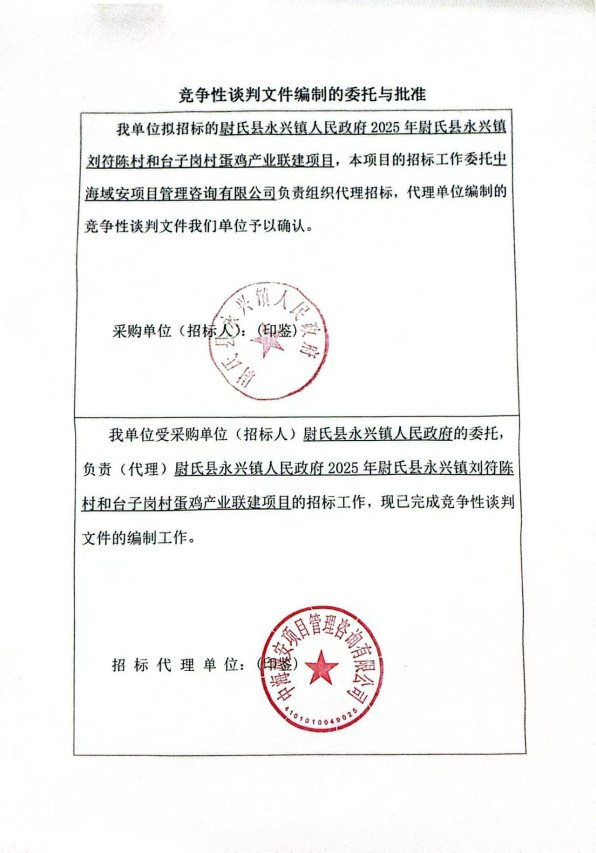 竞争性谈判文件编制的委托与批准
我单位拟招标的尉氏县永兴镇人民政府 2025 年尉氏县永兴镇
刘符陈村和台子岗村蛋鸡产业联建项目，本项目的招标工作委托中
海域安项目管理咨询有限公司负责组织代理招标，代理单位编制的
竞争性谈判文件我们单位予以确认。
采购单位（招标人）：(印鉴)
尉氏县永兴镇人民政府
我单位受采购单位（招标人）尉氏县永兴镇人民政府的委托，
负责（代理）尉氏县永兴镇人民政府 2025 年尉氏县永兴镇刘符陈
村和台子岗村蛋鸡产业联建项目的招标工作，现已完成竞争性谈判
文件的编制工作。
招 标 代 理 单 位：(印鉴)
中海域安项目管理咨询有限公司
4101010049025